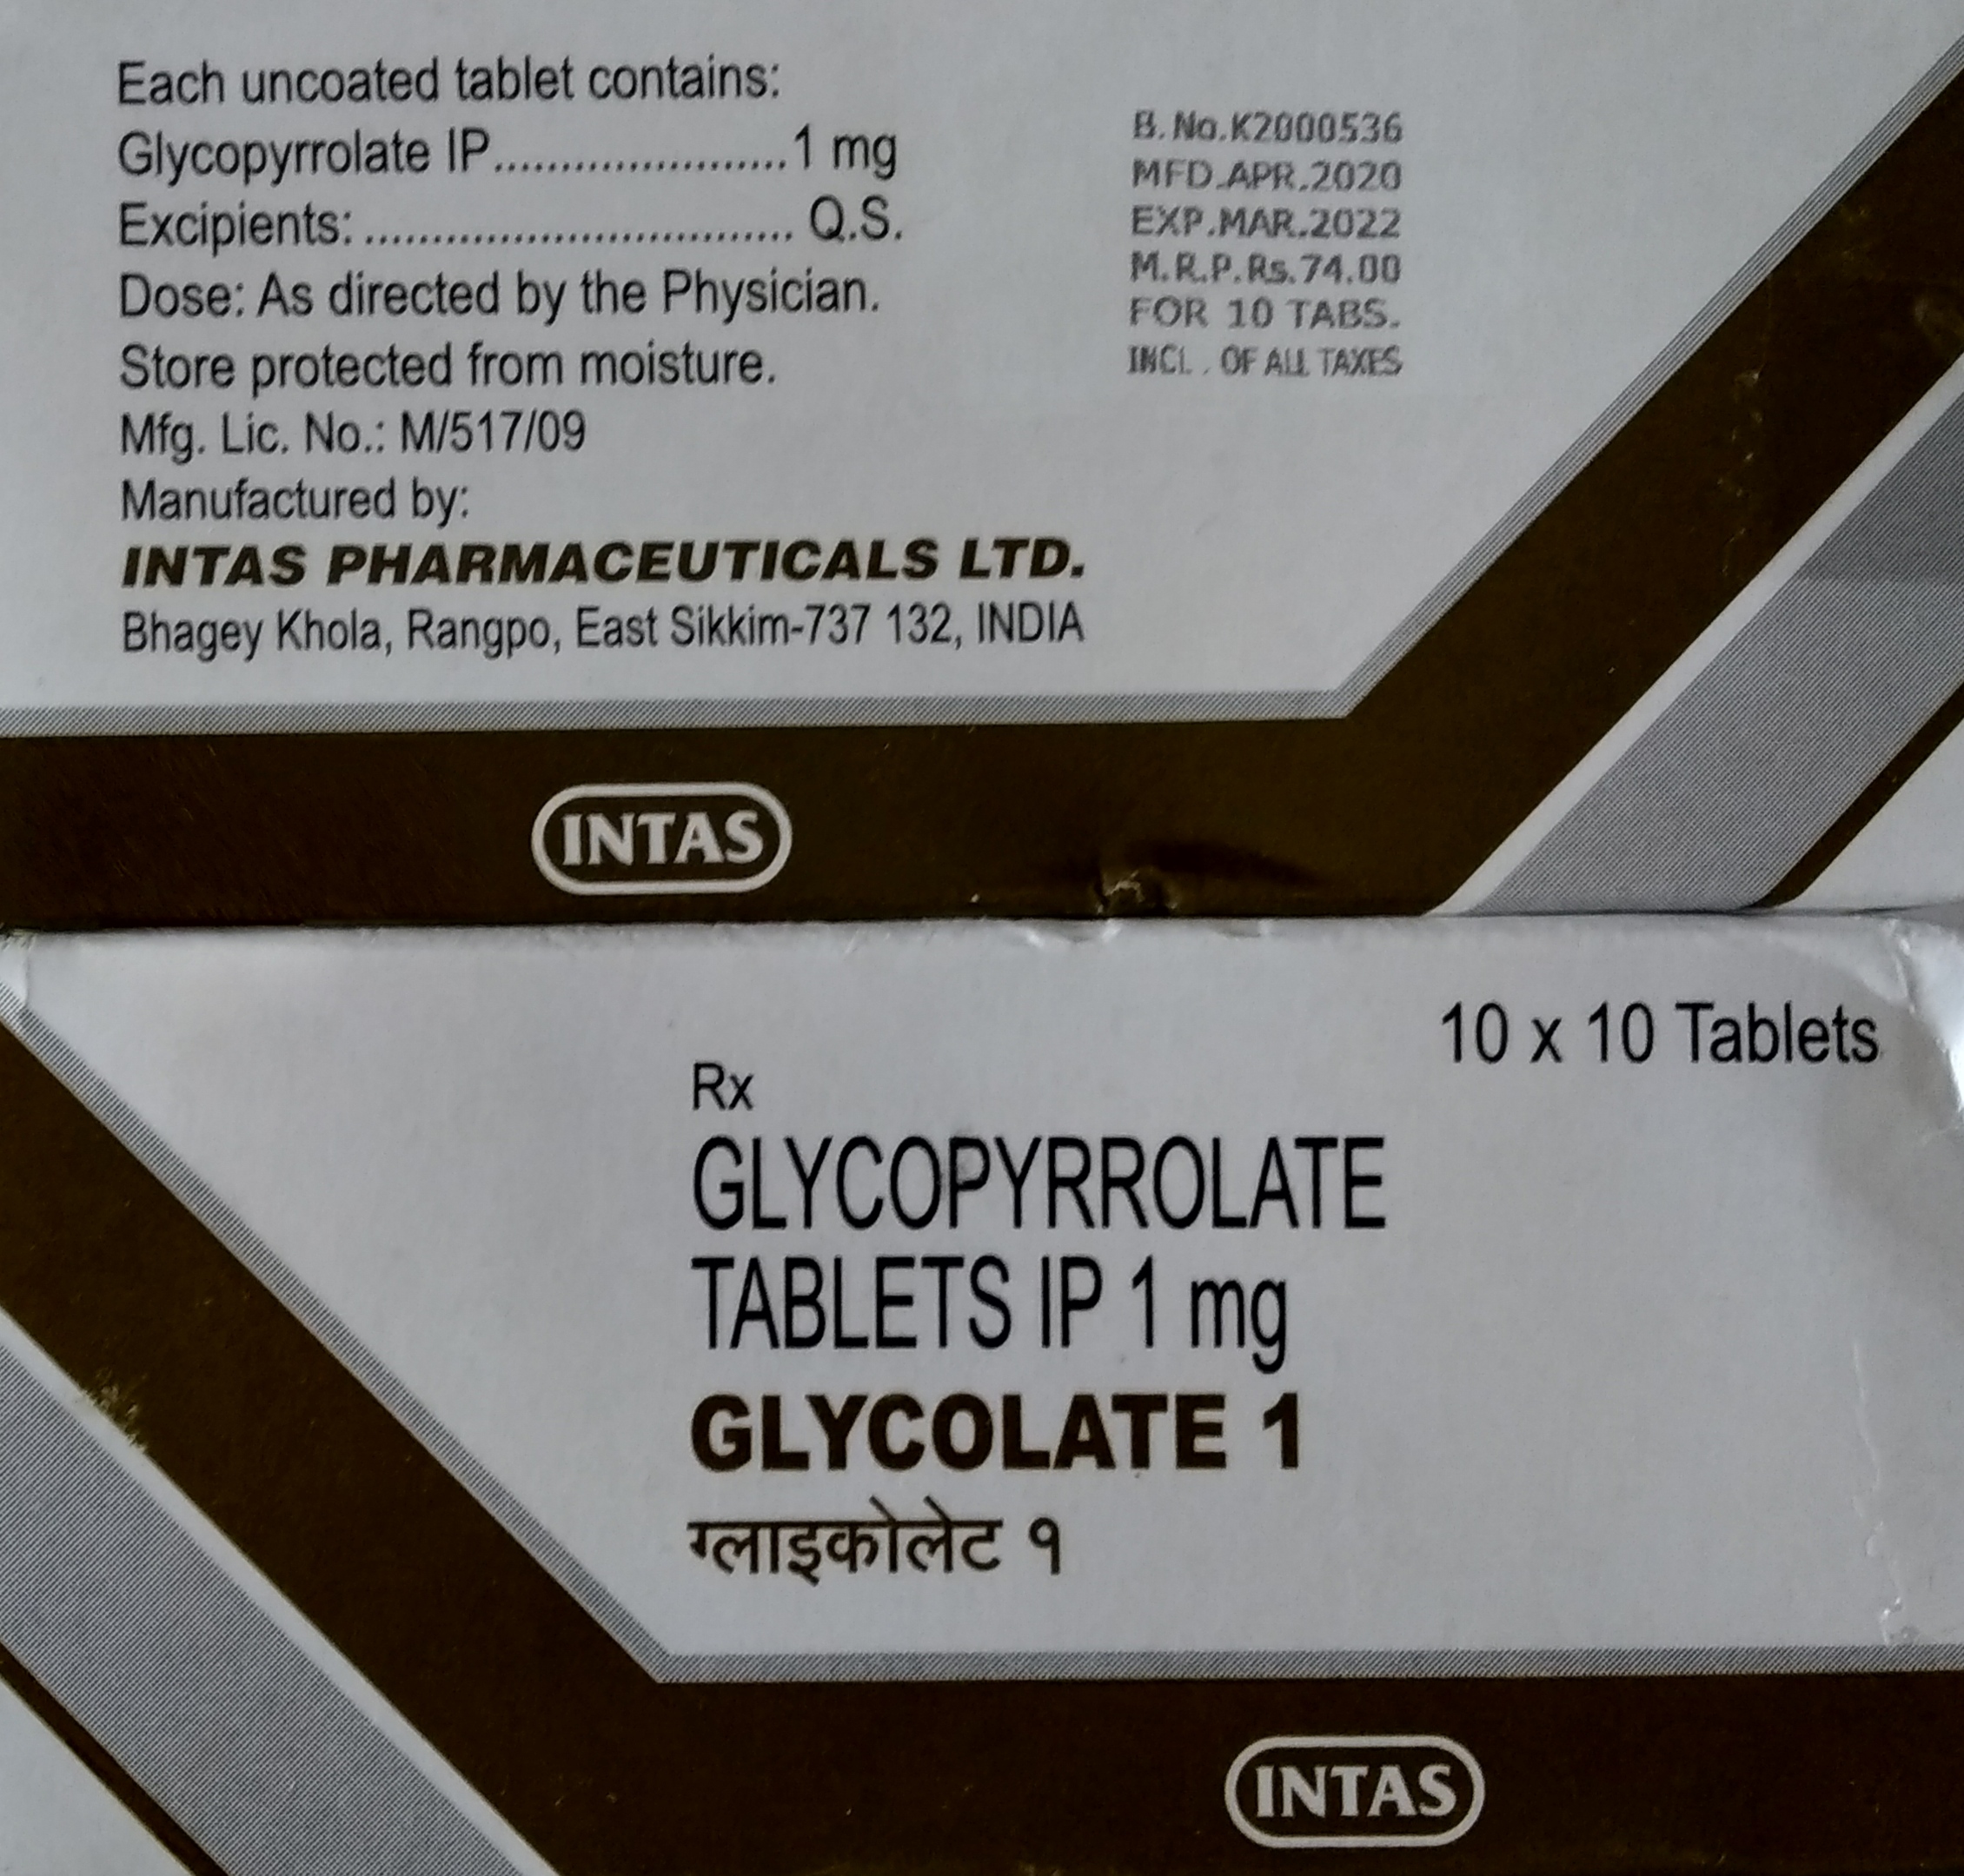 Each uncoated tablet contains:
Glycopyrrolate IP......................1 mg
Excipients: ................................ Q.S.
Dose: As directed by the Physician.
Store protected from moisture.
Mfg. Lic. No.: M/517/09
Manufactured by:
INTAS PHARMACEUTICALS LTD.
Bhagey Khola, Rangpo, East Sikkim-737 132, INDIA
B.No.K2000536
MFD.APR.2020
EXP.MAR.2022
M.R.P.Rs.74.00
FOR 10 TABS.
INCL. OF ALL TAXES
INTAS
10 x 10 Tablets
Rx
GLYCOPYRROLATE
TABLETS IP 1 mg
GLYCOLATE 1
ग्लाइकोलेट १
INTAS